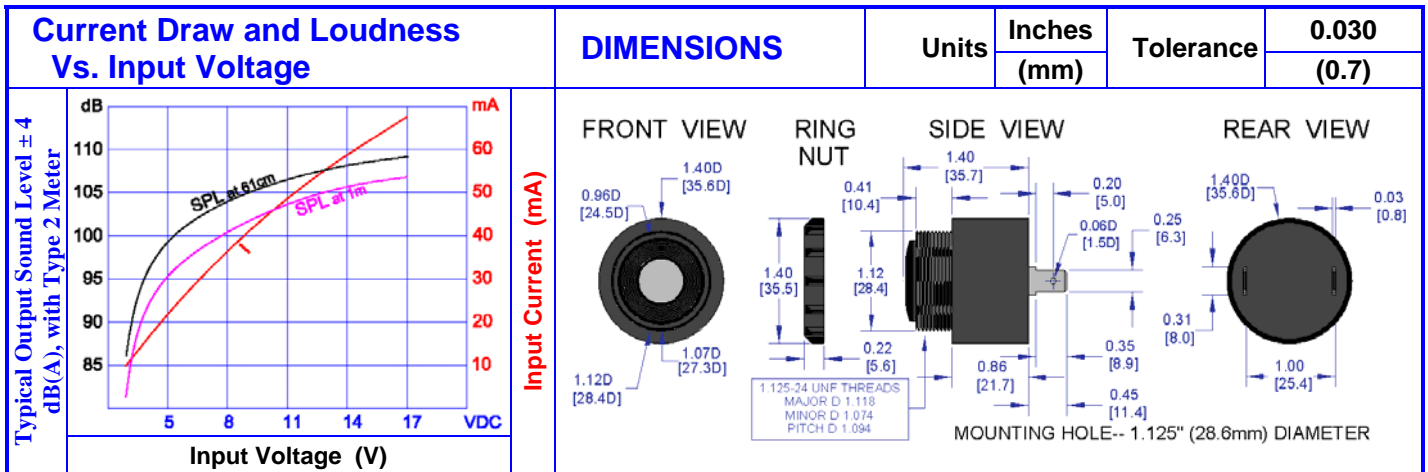 Current Draw and Loudness
Vs. Input Voltage
DIMENSIONS
Units
Inches
(mm)
Tolerance
0.030
(0.7)
Typical Output Sound Level ± 4
dB(A), with Type 2 Meter
dB
110
105
100
95
90
85
SPL at 61cm
SPL at 1m
mA
60
50
40
30
20
10
5 8 11 14 17 VDC
Input Voltage (V)
Input Current (mA)
FRONT VIEW
0.96D
[24.5D]
1.40D
[35.6D]
1.12D
[28.4D]
1.07D
[27.3D]
RING
NUT
1.40
[35.5]
0.22
[5.6]
SIDE VIEW
1.40
[35.7]
0.41
[10.4]
1.12
[28.4]
0.20
[5.0]
0.06D
[1.5D]
0.25
[6.3]
0.35
[8.9]
0.86
[21.7]
0.45
[11.4]
1.125-24 UNF THREADS
MAJOR D 1.118
MINOR D 1.074
PITCH D 1.094
REAR VIEW
1.40D
[35.6D]
0.03
[0.8]
0.31
[8.0]
1.00
[25.4]
MOUNTING HOLE-- 1.125" (28.6mm) DIAMETER